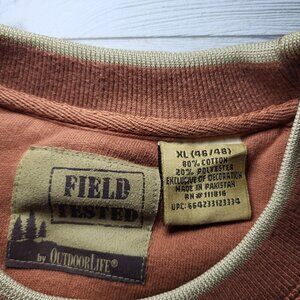 FIELD
TESTED
by OUTDOORLIFE®
XL (46/48)
80% COTTON
20% POLYESTER
EXCLUSIVE OF DECORATION
MADE IN PAKISTAN
RN# 111816
UPC: 664233123334